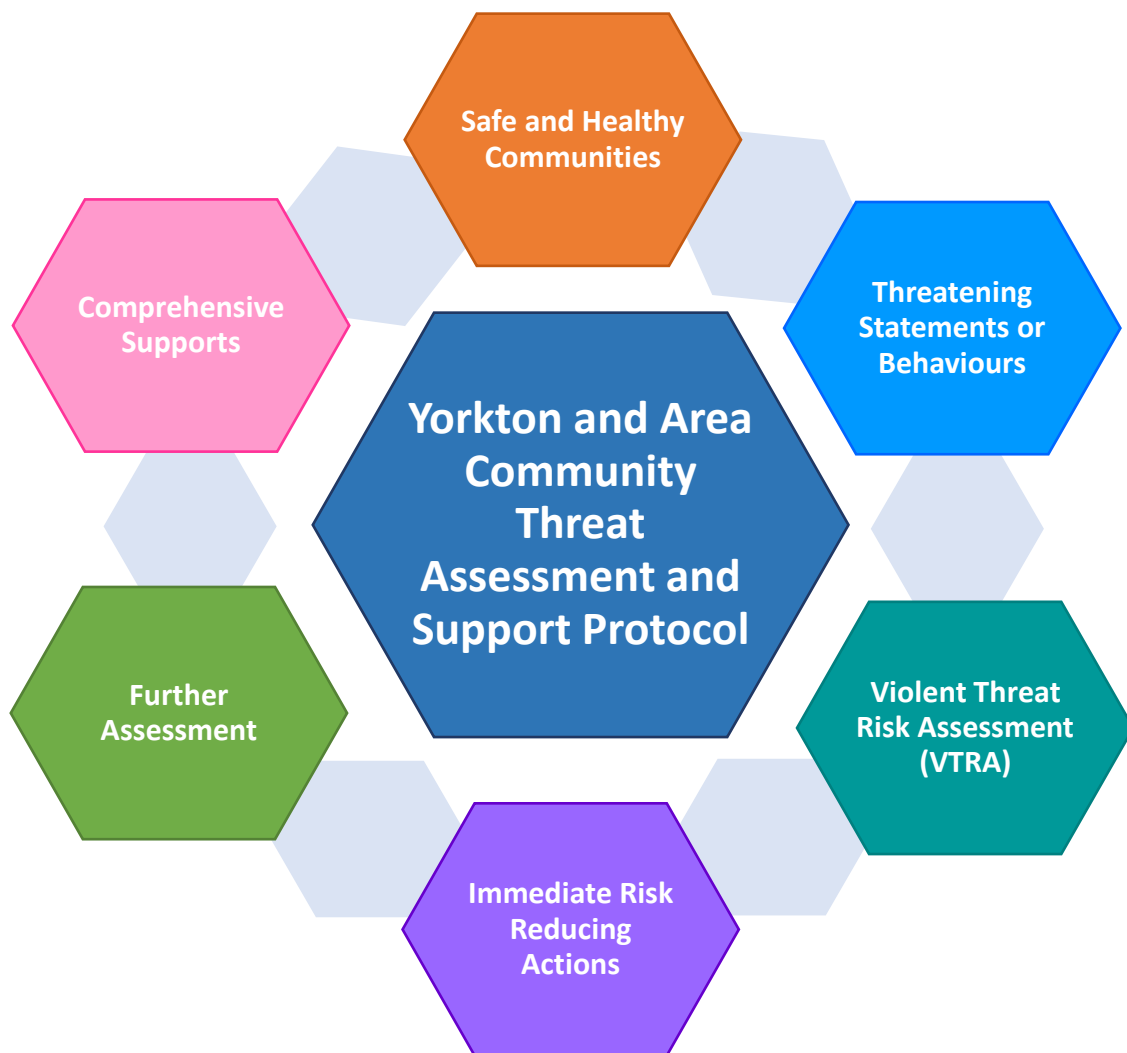 Safe and Healthy
Communities
Threatening
Statements or
Behaviours
Violent Threat
Risk Assessment
(VTRA)
Immediate Risk
Reducing
Actions
Further
Assessment
Comprehensive
Supports
Yorkton and Area
Community
Threat
Assessment and
Support Protocol